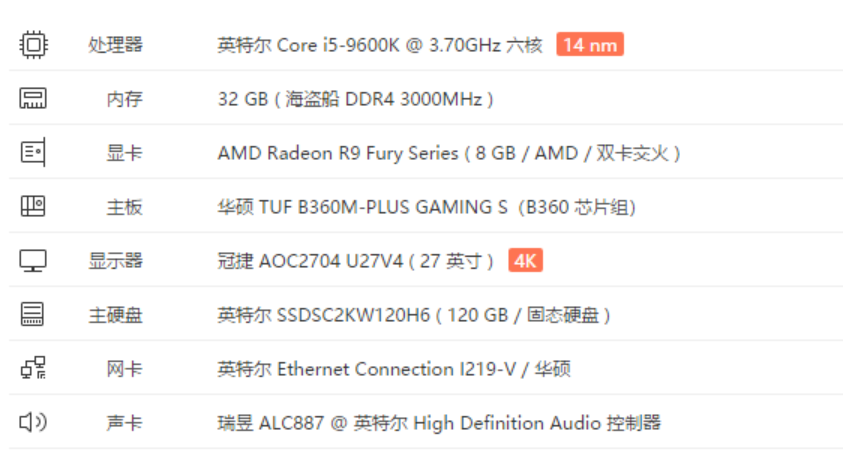 处理器 英特尔 Core i5-9600K @ 3.70GHz 六核 14 nm
内存 32 GB ( 海盗船 DDR4 3000MHz )
显卡 AMD Radeon R9 Fury Series ( 8 GB / AMD / 双卡交火 )
主板 华硕 TUF B360M-PLUS GAMING S（B360 芯片组）
显示器 冠捷 AOC2704 U27V4 ( 27 英寸 ) 4K
主硬盘 英特尔 SSDSC2KW120H6 ( 120 GB / 固态硬盘 )
网卡 英特尔 Ethernet Connection I219-V / 华硕
声卡 瑞昱 ALC887 @ 英特尔 High Definition Audio 控制器